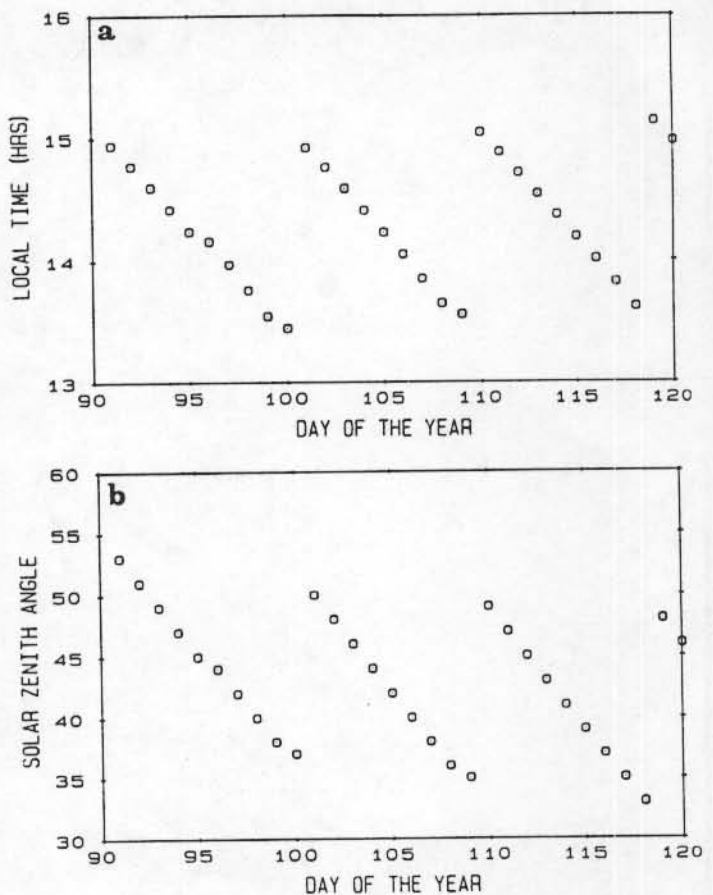 a
16
15
14
13
LOCAL TIME (HRS)
90 95 100 105 110 115 120
DAY OF THE YEAR
b
60
55
50
45
40
35
30
SOLAR ZENITH ANGLE
90 95 100 105 110 115 120
DAY OF THE YEAR